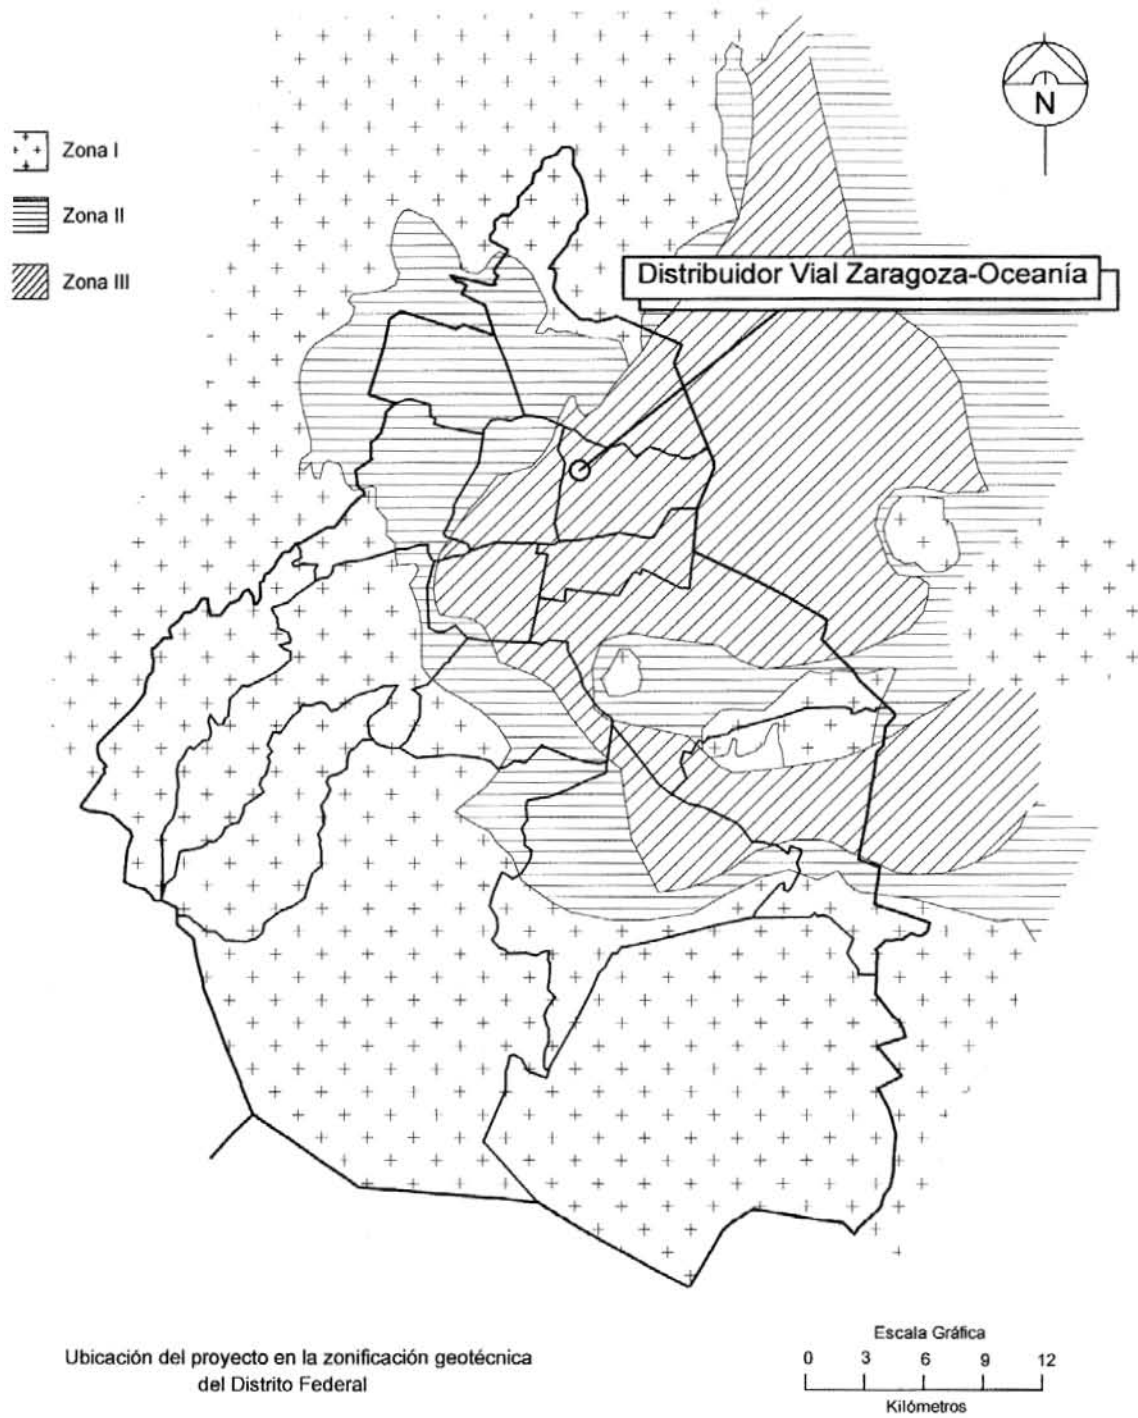 N
Zona I
Zona II
Zona III
Distribuidor Vial Zaragoza-Oceanía
Ubicación del proyecto en la zonificación geotécnica
del Distrito Federal
Escala Gráfica
0 3 6 9 12
Kilómetros